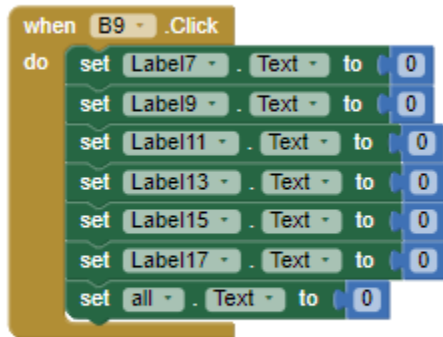 when B9 .Click
do set Label7 . Text to 0
set Label9 . Text to 0
set Label11 . Text to 0
set Label13 . Text to 0
set Label15 . Text to 0
set Label17 . Text to 0
set all . Text to 0